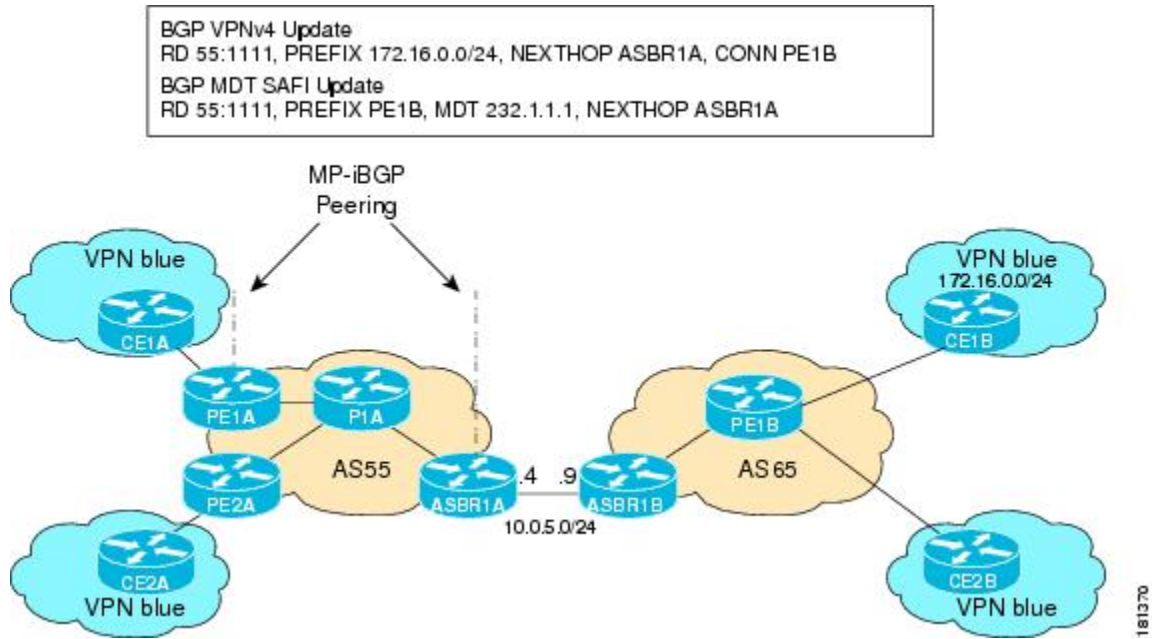 BGP VPNv4 Update
RD 55:1111, PREFIX 172.16.0.0/24, NEXTHOP ASBR1A, CONN PE1B
BGP MDT SAFI Update
RD 55:1111, PREFIX PE1B, MDT 232.1.1.1, NEXTHOP ASBR1A
MP-iBGP
Peering
VPN blue
VPN blue
172.16.0.0/24
CE1A
CE1B
PE1A
P1A
PE1B
AS55
AS65
PE2A
ASBR1A
.4
.9
ASBR1B
10.0.5.0/24
CE2A
CE2B
VPN blue
VPN blue
181370